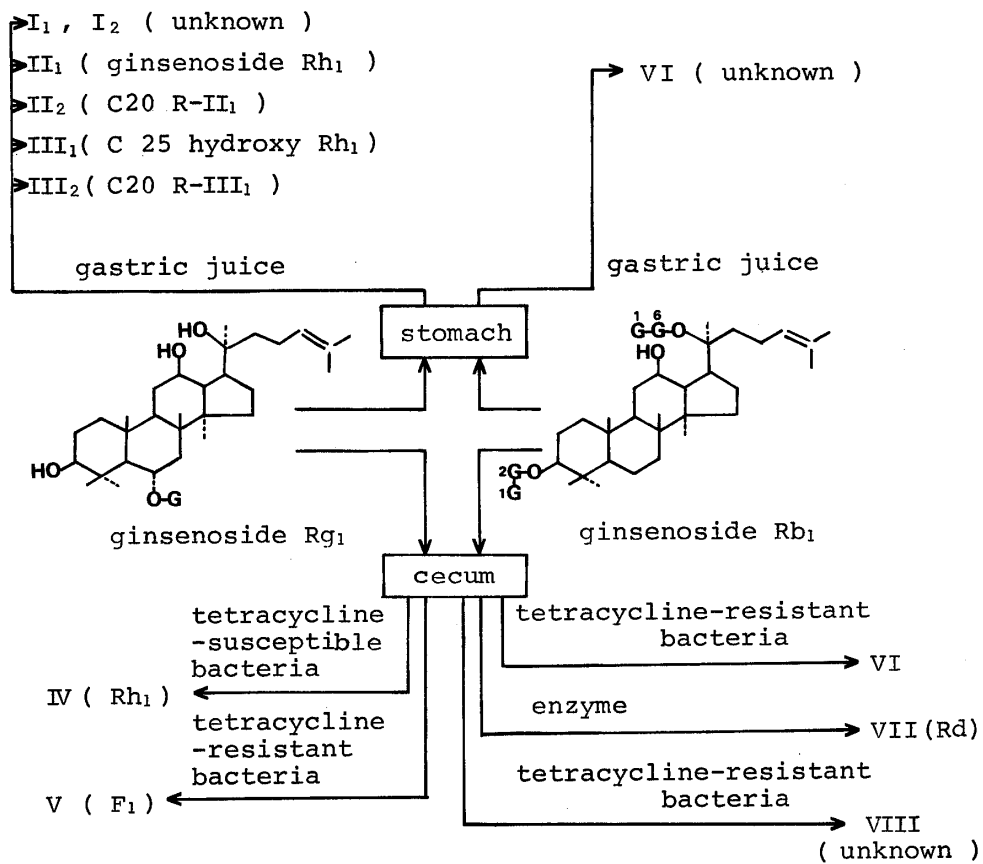 I₁ , I₂ ( unknown )
II₁ ( ginsenoside Rh₁ )
II₂ ( C20 R-II₁ )
III₁( C 25 hydroxy Rh₁)
III₂( C20 R-III₁ )
VI ( unknown )
gastric juice
gastric juice
stomach
HO
HO
HO
O-G
ginsenoside Rg₁
1 6
G-G-O
HO
2G-O
1G
ginsenoside Rb₁
cecum
tetracycline
-susceptible
bacteria
IV ( Rh₁ )
tetracycline
-resistant
bacteria
V ( F₁ )
tetracycline-resistant
bacteria
VI
enzyme
VII (Rd)
tetracycline-resistant
bacteria
VIII
( unknown )